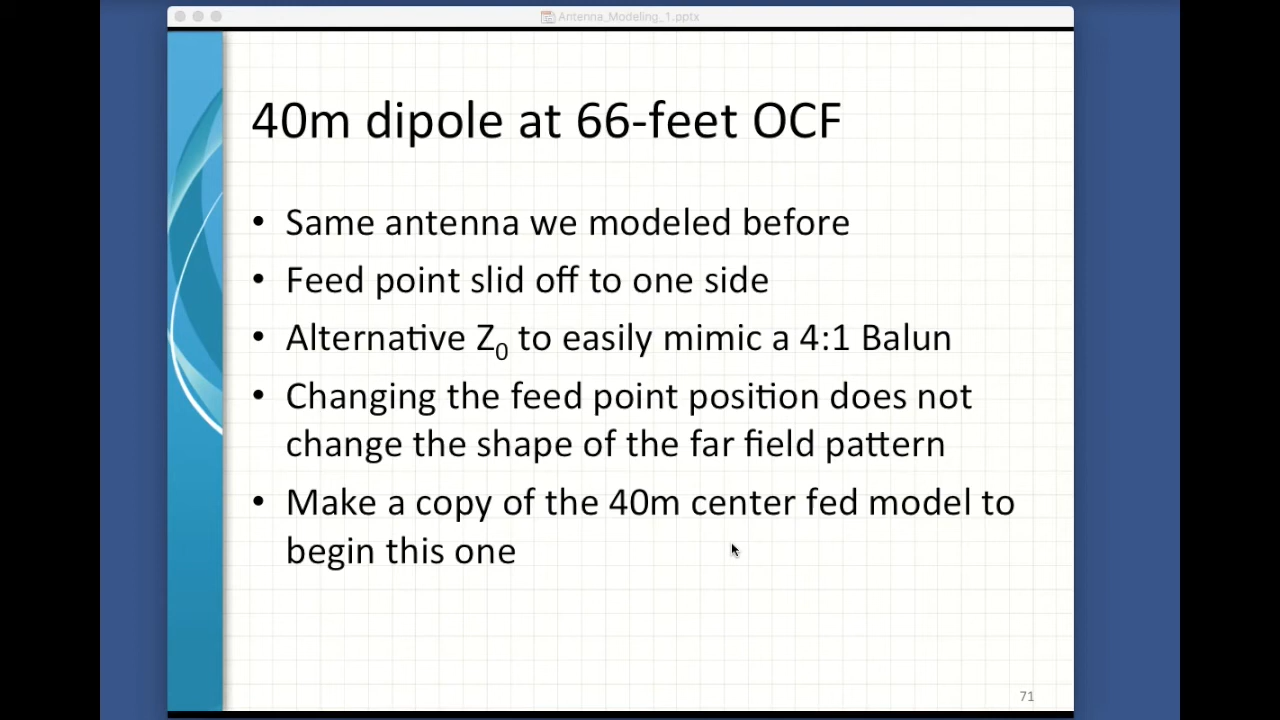 Antenna_Modeling_1.pptx
40m dipole at 66-feet OCF
• Same antenna we modeled before
• Feed point slid off to one side
• Alternative Z₀ to easily mimic a 4:1 Balun
• Changing the feed point position does not
change the shape of the far field pattern
• Make a copy of the 40m center fed model to
begin this one
71